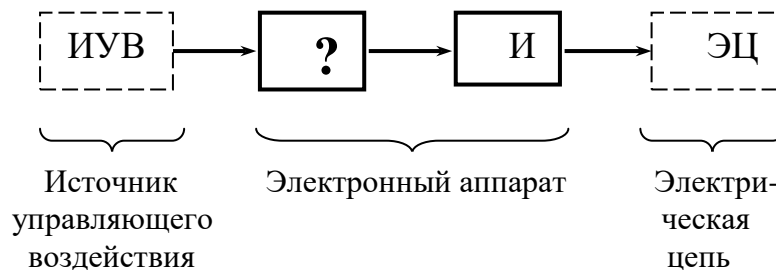 ИУВ ? И ЭЦ
Источник
управляющего
воздействия
Электронный аппарат
Электри-
ческая
цепь